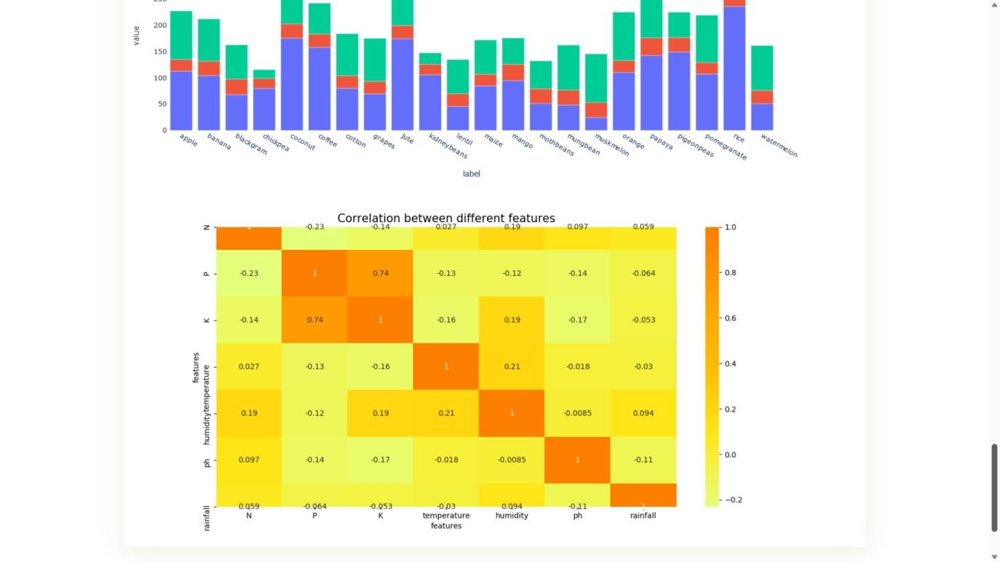 250
200
150
100
50
0
value
apple
banana
blackgram
chickpea
coconut
coffee
cotton
grapes
jute
kidneybeans
lentil
maize
mango
mothbeans
mungbean
muskmelon
orange
papaya
pigeonpeas
pomegranate
rice
watermelon
label
Correlation between different features
N 1 -0.23 -0.14 0.027 0.19 0.097 0.059
P -0.23 1 0.74 -0.13 -0.12 -0.14 -0.064
K -0.14 0.74 1 -0.16 0.19 -0.17 -0.053
temperature 0.027 -0.13 -0.16 1 0.21 -0.018 -0.03
humidity 0.19 -0.12 0.19 0.21 1 -0.0085 0.094
ph 0.097 -0.14 -0.17 -0.018 -0.0085 1 -0.11
rainfall 0.059 -0.064 -0.053 -0.03 0.094 -0.11 1
features
N P K temperature humidity ph rainfall
features
1.0
0.8
0.6
0.4
0.2
0.0
−0.2